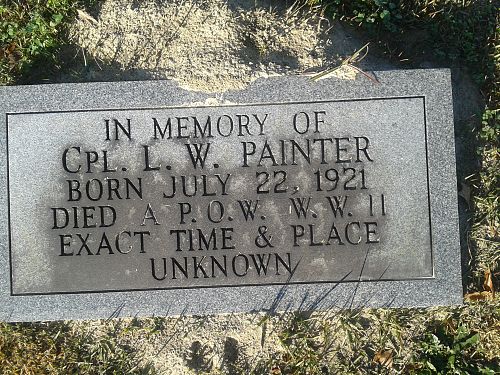 IN MEMORY OF
CPL. L. W. PAINTER
BORN JULY 22, 1921
DIED A P.O.W. W.W. II
EXACT TIME & PLACE
UNKNOWN